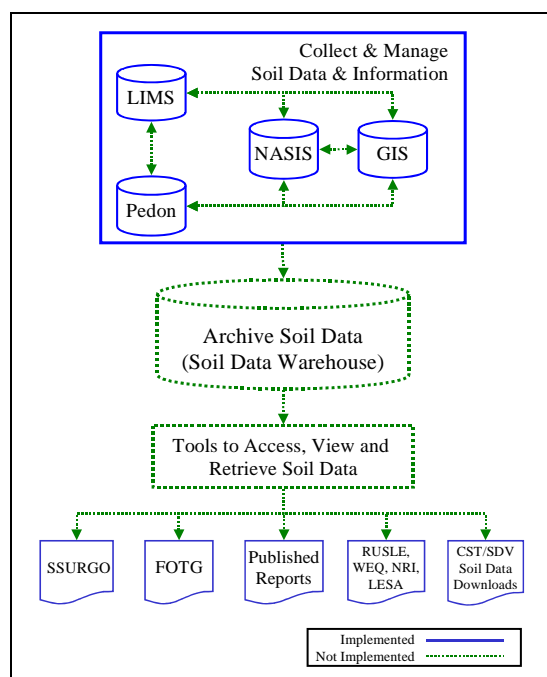 Collect & Manage
Soil Data & Information
LIMS
NASIS
GIS
Pedon
Archive Soil Data
(Soil Data Warehouse)
Tools to Access, View and
Retrieve Soil Data
SSURGO
FOTG
Published
Reports
RUSLE,
WEQ, NRI,
LESA
CST/SDV
Soil Data
Downloads
Implemented
Not Implemented